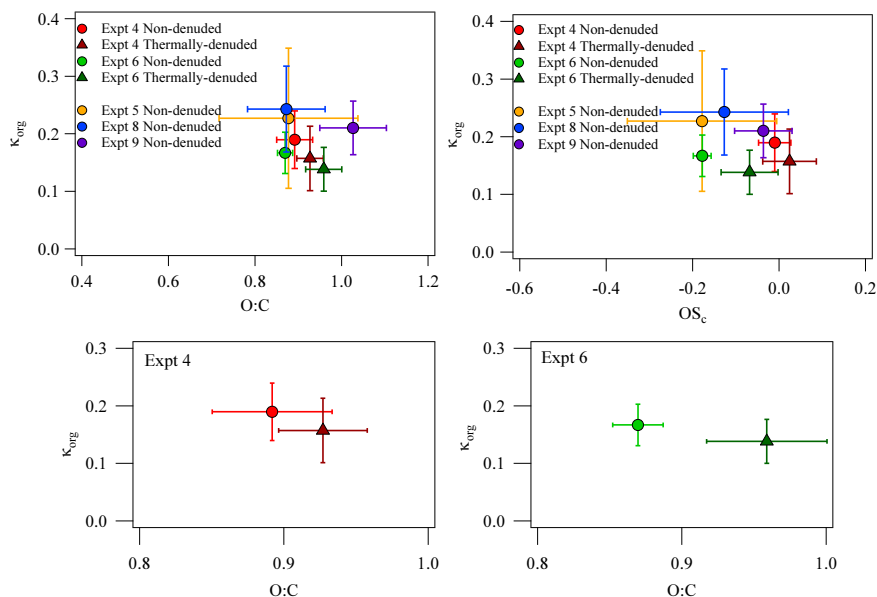 0.4
0.3
0.2
0.1
0.0
κorg
Expt 4 Non-denuded
Expt 4 Thermally-denuded
Expt 6 Non-denuded
Expt 6 Thermally-denuded
Expt 5 Non-denuded
Expt 8 Non-denuded
Expt 9 Non-denuded
0.4 0.6 0.8 1.0 1.2
O:C
0.4
0.3
0.2
0.1
0.0
κorg
Expt 4 Non-denuded
Expt 4 Thermally-denuded
Expt 6 Non-denuded
Expt 6 Thermally-denuded
Expt 5 Non-denuded
Expt 8 Non-denuded
Expt 9 Non-denuded
-0.6 -0.4 -0.2 0.0 0.2
OSc
0.3
0.2
0.1
0.0
κorg
Expt 4
0.8 0.9 1.0
O:C
0.3
0.2
0.1
0.0
κorg
Expt 6
0.8 0.9 1.0
O:C